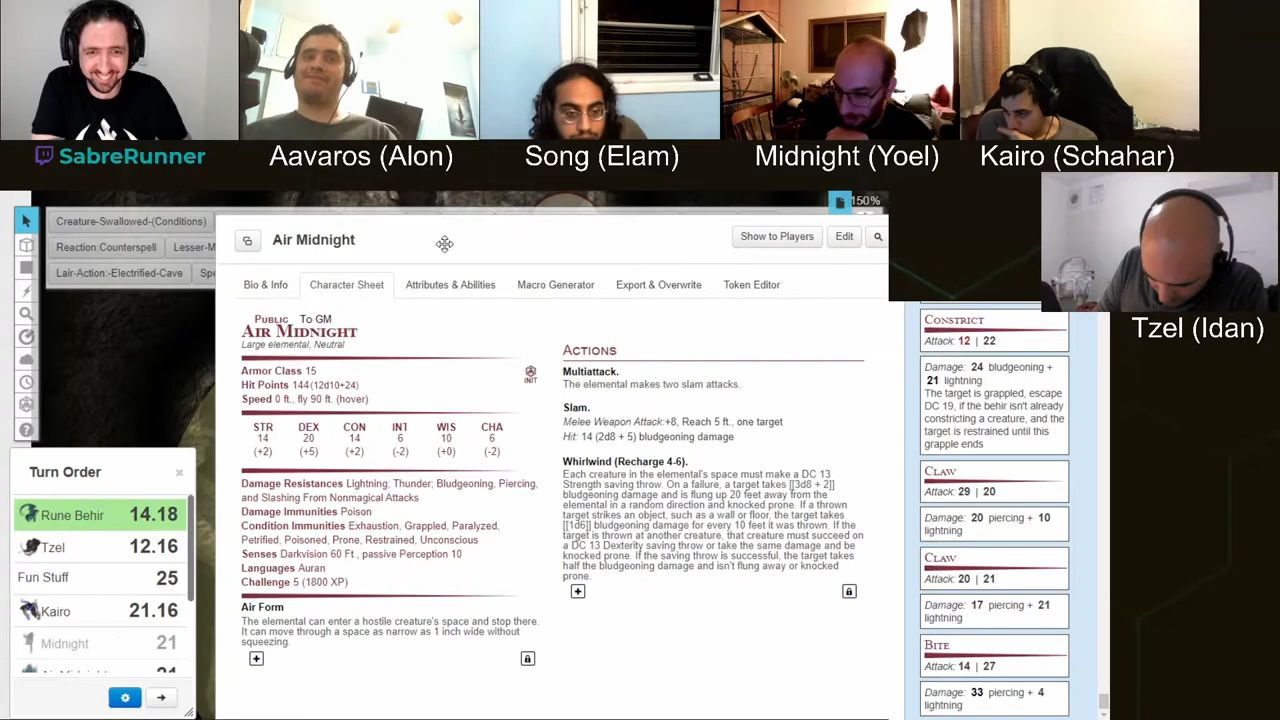 SABRERUNNER
Aavaros (Alon)
Song (Elam)
Midnight (Yoel)
Kairo (Schahar)
Tzel (Idan)
150%
Creature-Swallowed-(Conditions)
Reaction:Counterspell
Lesser-M
Lair-Action:-Electrified-Cave
Spe
Air Midnight
Show to Players
Edit
Bio & Info
Character Sheet
Attributes & Abilities
Macro Generator
Export & Overwrite
Token Editor
PUBLIC To GM
AIR MIDNIGHT
Large elemental, Neutral
Armor Class 15
Hit Points 144 (12d10+24)
Speed 0 ft., fly 90 ft. (hover)
INIT
STR DEX CON INT WIS CHA
14 20 14 6 10 6
(+2) (+5) (+2) (-2) (+0) (-2)
Damage Resistances Lightning; Thunder; Bludgeoning, Piercing,
and Slashing From Nonmagical Attacks
Damage Immunities Poison
Condition Immunities Exhaustion, Grappled, Paralyzed,
Petrified, Poisoned, Prone, Restrained, Unconscious
Senses Darkvision 60 Ft., passive Perception 10
Languages Auran
Challenge 5 (1800 XP)
Air Form
The elemental can enter a hostile creature's space and stop there.
It can move through a space as narrow as 1 inch wide without
squeezing.
ACTIONS
Multiattack.
The elemental makes two slam attacks.
Slam.
Melee Weapon Attack:+8, Reach 5 ft., one target
Hit: 14 (2d8 + 5) bludgeoning damage
Whirlwind (Recharge 4-6).
Each creature in the elemental's space must make a DC 13
Strength saving throw. On a failure, a target takes [[3d8 + 2]]
bludgeoning damage and is flung up 20 feet away from the
elemental in a random direction and knocked prone. If a thrown
target strikes an object, such as a wall or floor, the target takes
[[1d6]] bludgeoning damage for every 10 feet it was thrown. If the
target is thrown at another creature, that creature must succeed on
a DC 13 Dexterity saving throw or take the same damage and be
knocked prone. If the saving throw is successful, the target takes
half the bludgeoning damage and isn't flung away or knocked
prone.
Turn Order
Rune Behir 14.18
Tzel 12.16
Fun Stuff 25
Kairo 21.16
Midnight 21
CONSTRICT
Attack: 12 | 22
Damage: 24 bludgeoning +
21 lightning
The target is grappled, escape
DC 19, if the behir isn't already
constricting a creature, and the
target is restrained until this
grapple ends
CLAW
Attack: 29 | 20
Damage: 20 piercing + 10
lightning
CLAW
Attack: 20 | 21
Damage: 17 piercing + 21
lightning
BITE
Attack: 14 | 27
Damage: 33 piercing + 4
lightning